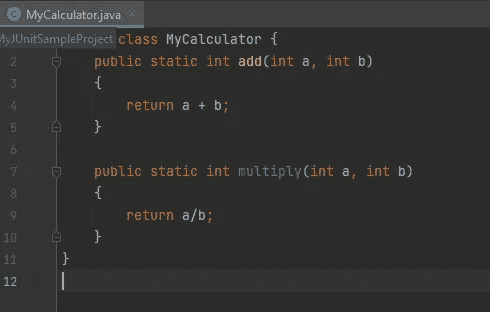 MyCalculator.java
MyJUnitSampleProject
class MyCalculator {
2 public static int add(int a, int b)
3 {
4 return a + b;
5 }
6
7 public static int multiply(int a, int b)
8 {
9 return a/b;
10 }
11 }
12